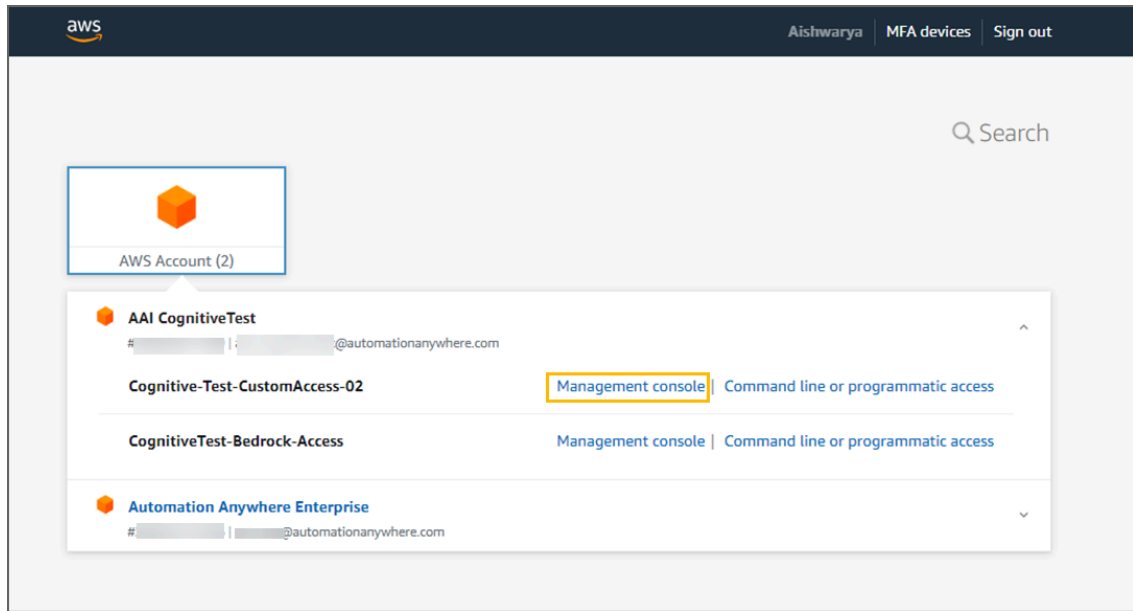 aws
Aishwarya MFA devices Sign out
Search
AWS Account (2)
AAI CognitiveTest
# | @automationanywhere.com
Cognitive-Test-CustomAccess-02 Management console | Command line or programmatic access
CognitiveTest-Bedrock-Access Management console | Command line or programmatic access
Automation Anywhere Enterprise
# | @automationanywhere.com